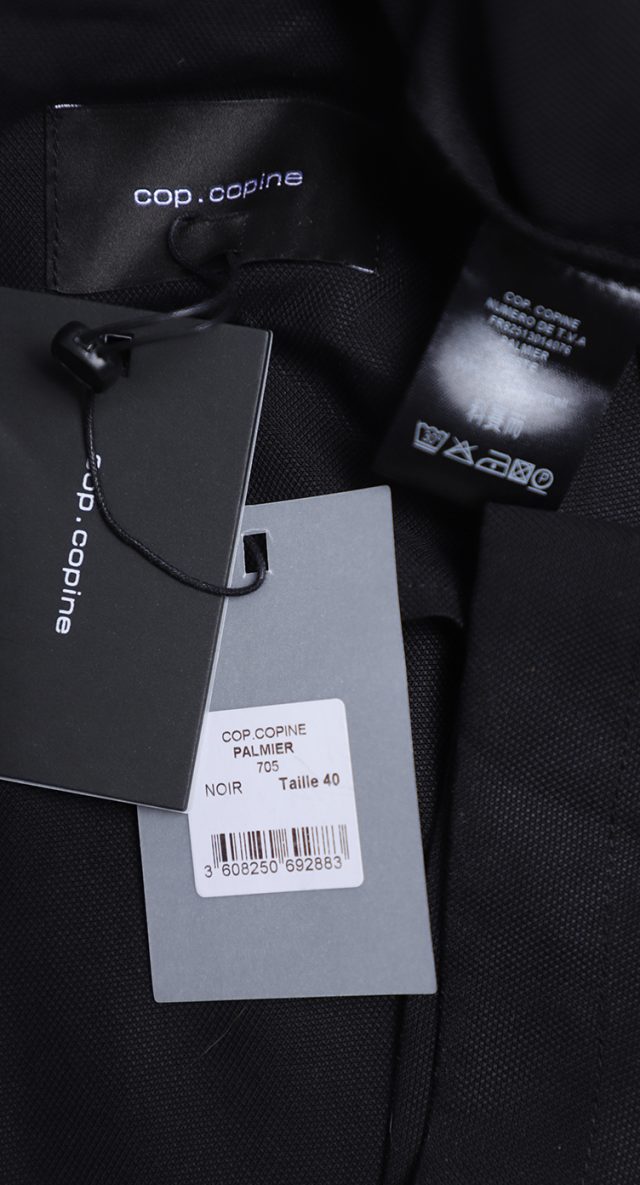 cop.copine
COP.COPINE
NUMERO DE T.V.A
PALMIER
cop.copine
COP.COPINE
PALMIER
705
NOIR Taille 40
3 608250 692883